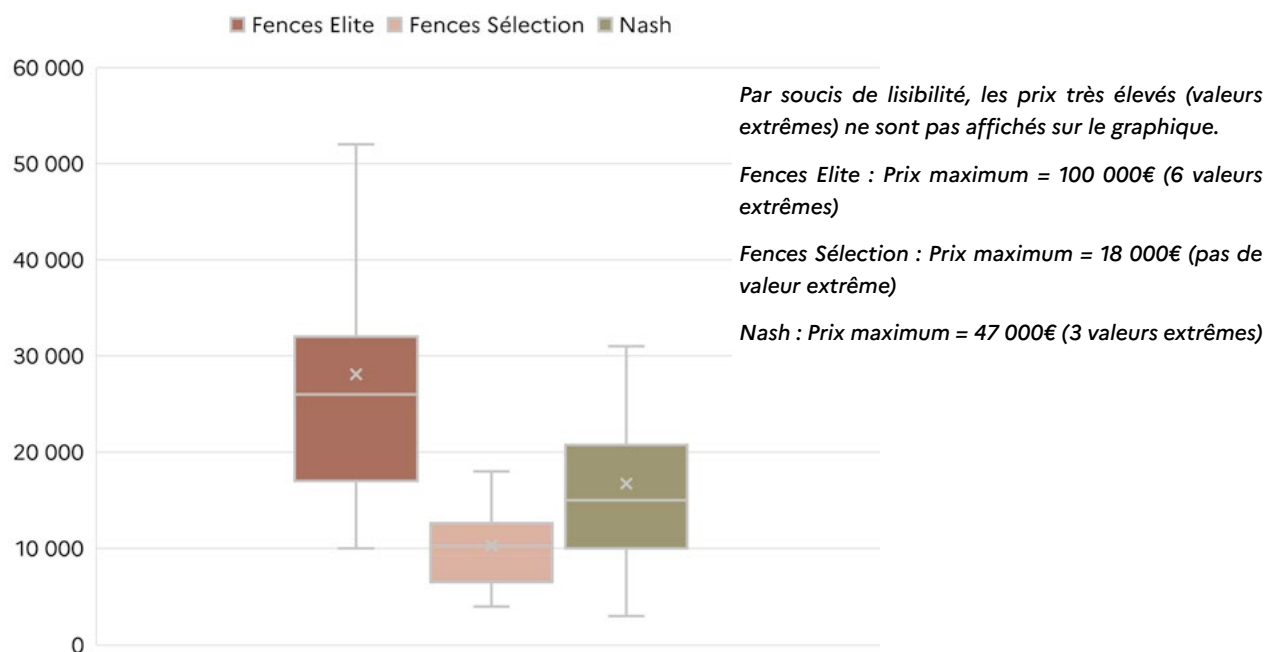 Fences Elite Fences Sélection Nash
60 000
50 000
40 000
30 000
20 000
10 000
0
Par soucis de lisibilité, les prix très élevés (valeurs
extrêmes) ne sont pas affichés sur le graphique.
Fences Elite : Prix maximum = 100 000€ (6 valeurs
extrêmes)
Fences Sélection : Prix maximum = 18 000€ (pas de
valeur extrême)
Nash : Prix maximum = 47 000€ (3 valeurs extrêmes)